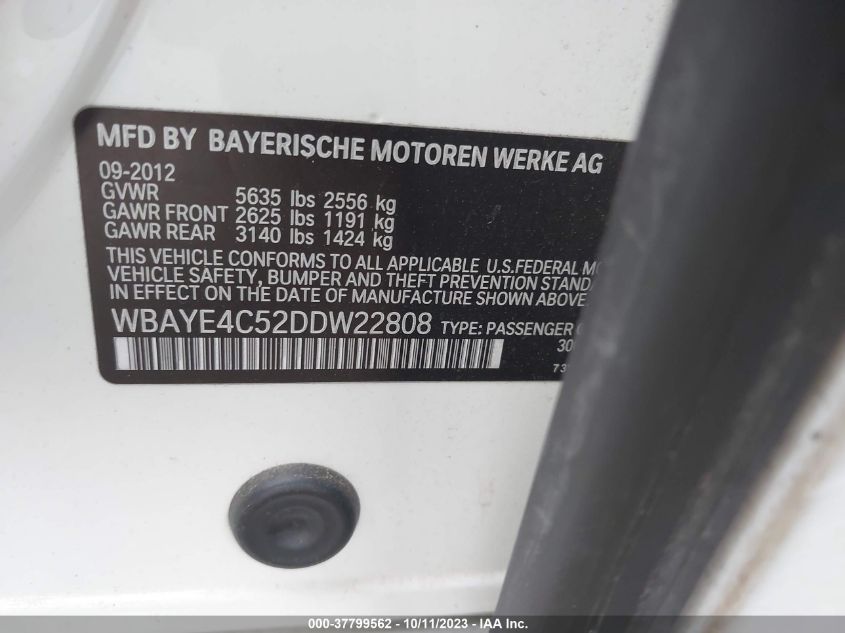 MFD BY BAYERISCHE MOTOREN WERKE AG
09-2012
GVWR 5635 lbs 2556 kg
GAWR FRONT 2625 lbs 1191 kg
GAWR REAR 3140 lbs 1424 kg
THIS VEHICLE CONFORMS TO ALL APPLICABLE U.S.FEDERAL
VEHICLE SAFETY, BUMPER AND THEFT PREVENTION
IN EFFECT ON THE DATE OF MANUFACTURE SHOWN ABOVE
WBAYE4C52DDW22808 TYPE: PASSENGER
000-37799562 - 10/11/2023 - IAA Inc.